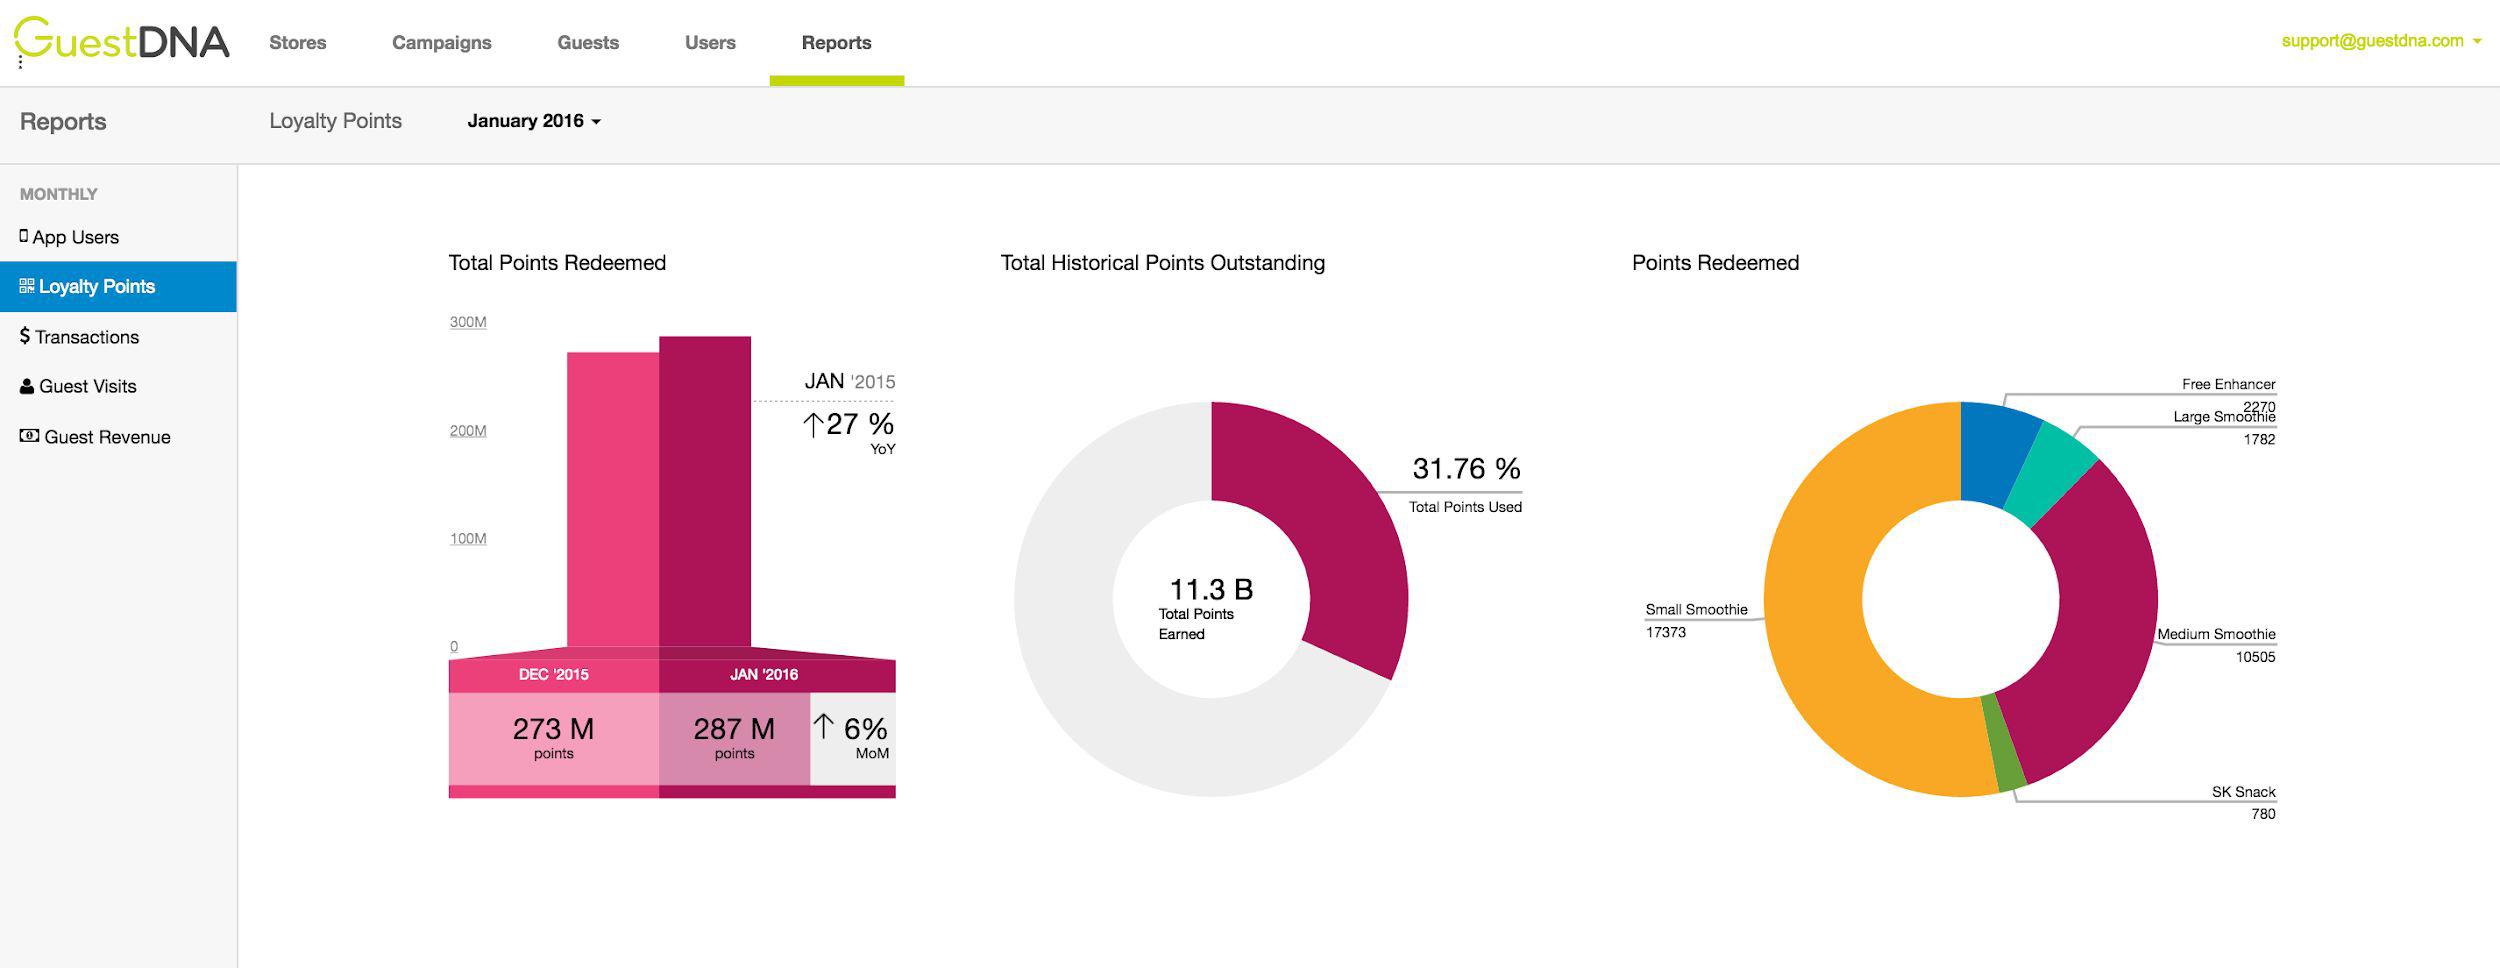 GuestDNA
Stores
Campaigns
Guests
Users
Reports
support@guestdna.com
Reports
Loyalty Points
January 2016
MONTHLY
App Users
Loyalty Points
$ Transactions
Guest Visits
Guest Revenue
Total Points Redeemed
300M
200M
100M
0
JAN '2015
↑27 %
YoY
DEC '2015
JAN '2016
273 M
points
287 M
points
↑ 6%
MoM
Total Historical Points Outstanding
31.76 %
Total Points Used
11.3 B
Total Points
Earned
Points Redeemed
Free Enhancer
2270
Large Smoothie
1782
Small Smoothie
17373
Medium Smoothie
10505
SK Snack
780